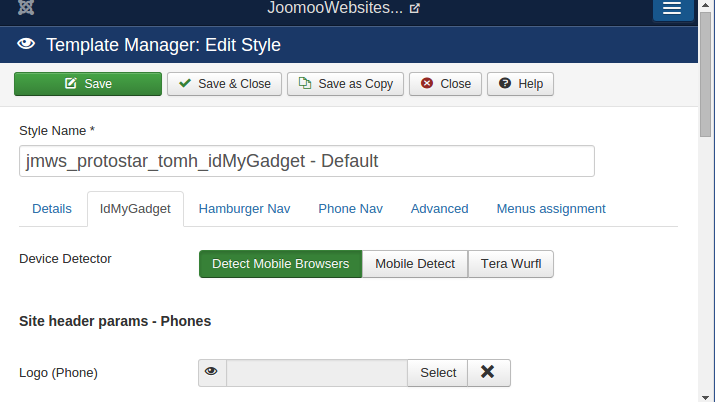 JoomooWebsites...
Template Manager: Edit Style
Save Save & Close Save as Copy Close Help
Style Name *
jmws_protostar_tomh_idMyGadget - Default
Details IdMyGadget Hamburger Nav Phone Nav Advanced Menus assignment
Device Detector Detect Mobile Browsers Mobile Detect Tera Wurfl
Site header params - Phones
Logo (Phone) Select